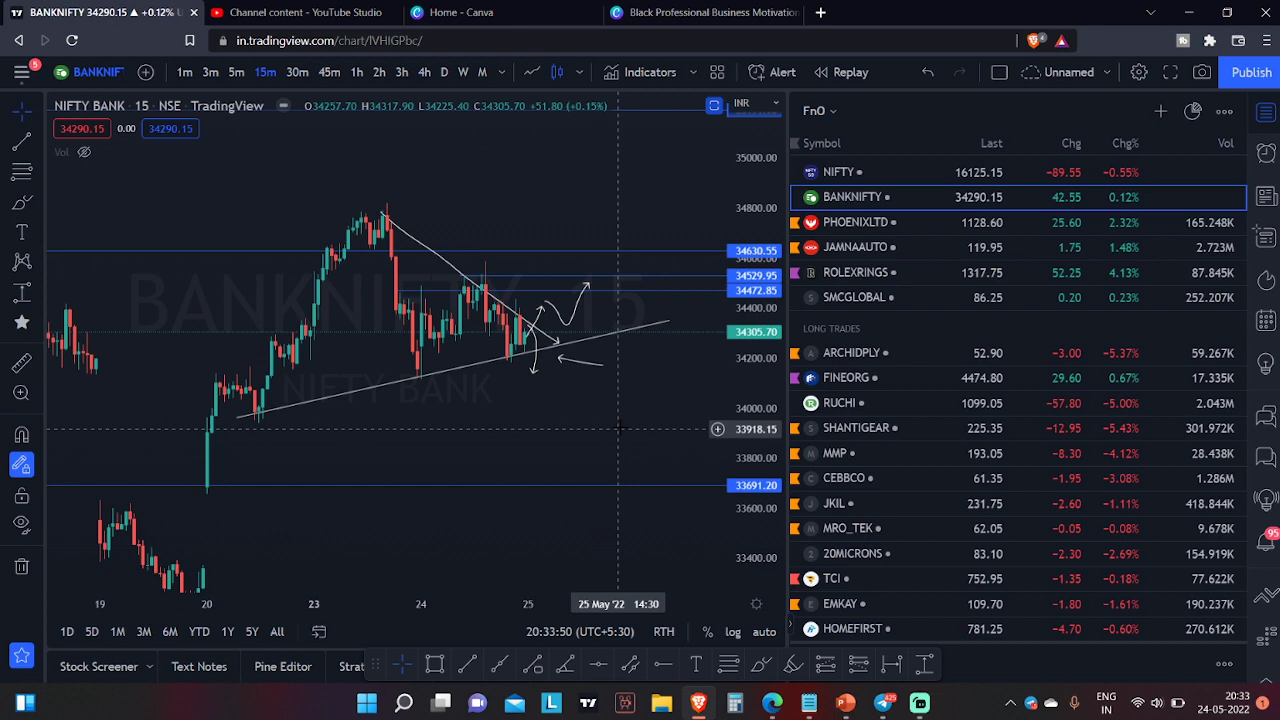 BANKNIFTY 34290.15 ▲ +0.12% U
Channel content - YouTube Studio
Home - Canva
Black Professional Business Motivation
in.tradingview.com/chart/lVHIGPbc/
4
5
BANKNIF
1m 3m 5m 15m 30m 45m 1h 2h 3h 4h D W M
Indicators
Alert
Replay
Unnamed
Publish
NIFTY BANK · 15 · NSE · TradingView
O34257.70 H34317.90 L34225.40 C34305.70 +51.80 (+0.15%)
INR
34290.15 0.00 34290.15
Vol
BANKNIFTY 15
NIFTY BANK
35000.00
34800.00
34630.55
34600.00
34529.95
34472.85
34400.00
34305.70
34200.00
34000.00
33918.15
33800.00
33691.20
33600.00
33400.00
19 20 23 24 25 25 May '22 14:30
1D 5D 1M 3M 6M YTD 1Y 5Y All
20:33:50 (UTC+5:30) RTH % log auto
Stock Screener Text Notes Pine Editor Strat
FnO
Symbol Last Chg Chg% Vol
NIFTY 16125.15 −89.55 −0.55%
BANKNIFTY 34290.15 42.55 0.12%
PHOENIXLTD 1128.60 25.60 2.32% 165.248K
JAMNAAUTO 119.95 1.75 1.48% 2.723M
ROLEXRINGS 1317.75 52.25 4.13% 87.845K
SMCGLOBAL 86.25 0.20 0.23% 252.207K
LONG TRADES
ARCHIDPLY 52.90 −3.00 −5.37% 59.267K
FINEORG 4474.80 29.60 0.67% 17.335K
RUCHI 1099.05 −57.80 −5.00% 2.043M
SHANTIGEAR 225.35 −12.95 −5.43% 301.972K
MMP 193.05 −8.30 −4.12% 28.438K
CEBBCO 61.35 −1.95 −3.08% 1.286M
JKIL 231.75 −2.60 −1.11% 418.844K
MRO_TEK 62.05 −0.05 −0.08% 9.678K
20MICRONS 83.10 −2.30 −2.69% 154.919K
TCI 752.95 −1.35 −0.18% 77.622K
EMKAY 109.70 −1.80 −1.61% 190.237K
HOMEFIRST 781.25 −4.70 −0.60% 270.612K
95
425
ENG
IN
20:33
24-05-2022
1